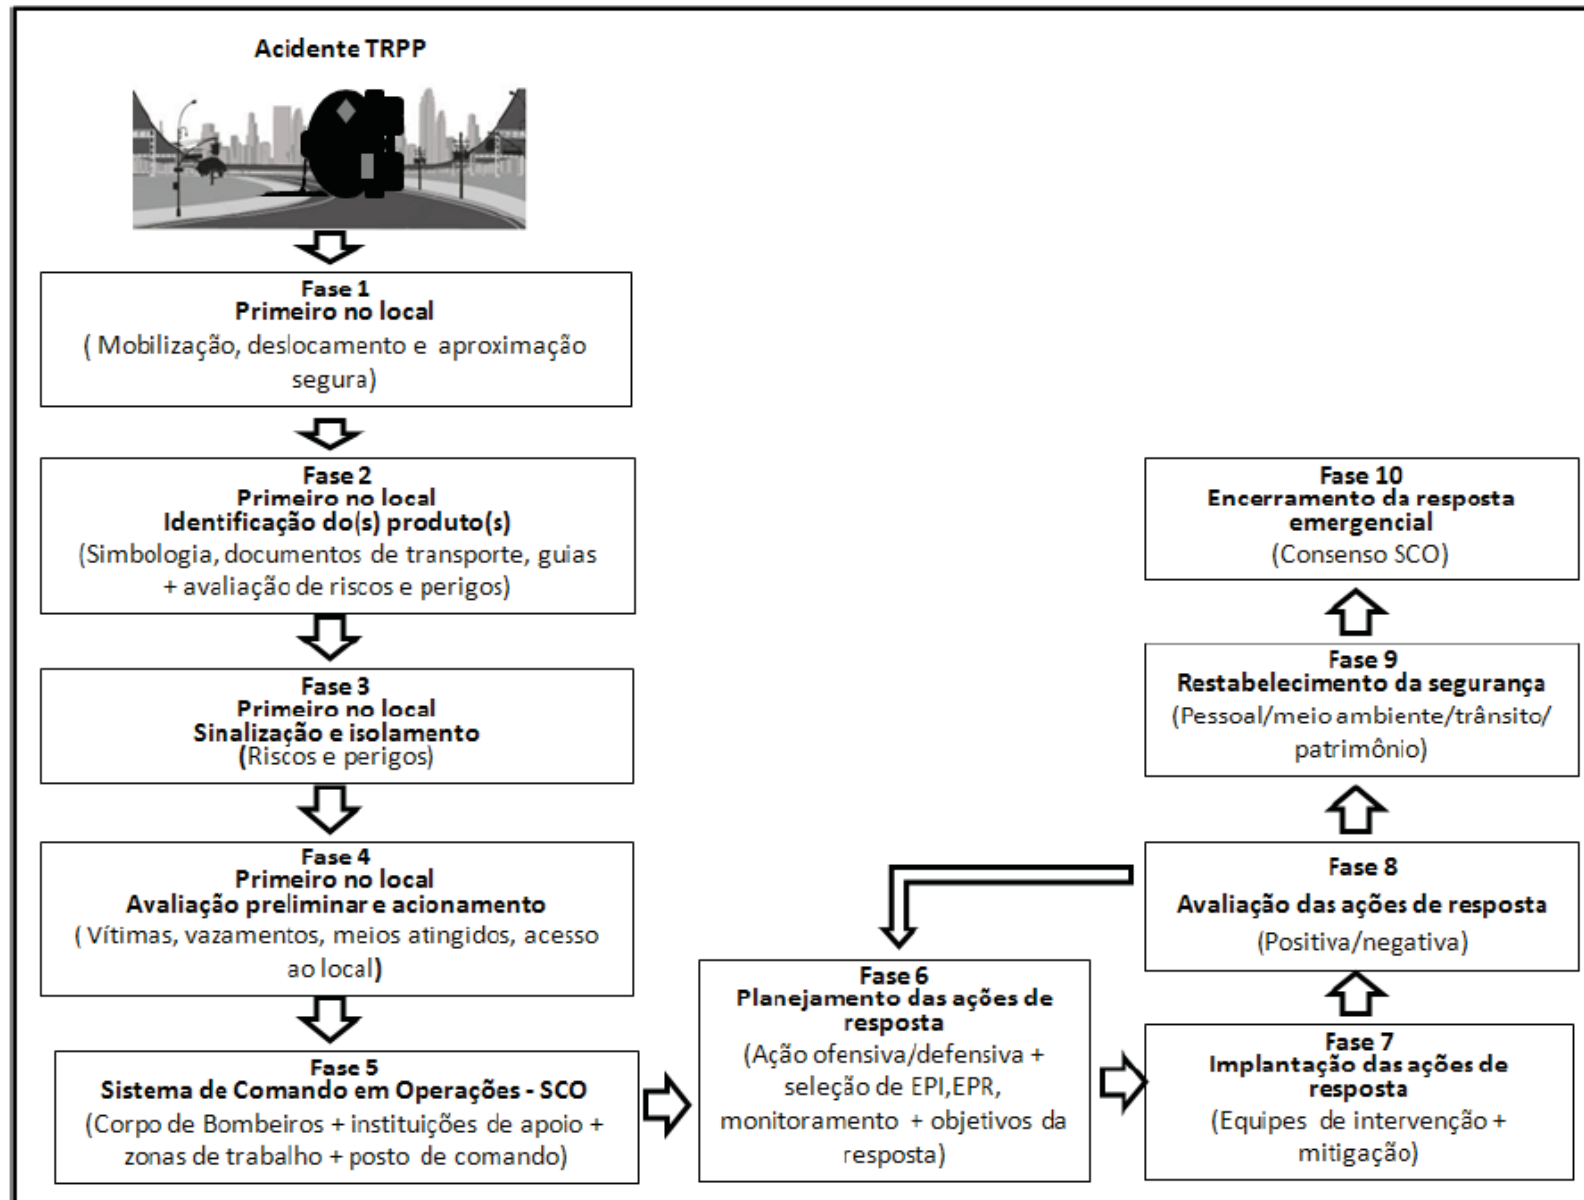 Acidente TRPP
Fase 1
Primeiro no local
( Mobilização, deslocamento e aproximação
segura)
Fase 2
Primeiro no local
Identificação do(s) produto(s)
(Simbologia, documentos de transporte, guias
+ avaliação de riscos e perigos)
Fase 3
Primeiro no local
Sinalização e isolamento
(Riscos e perigos)
Fase 4
Primeiro no local
Avaliação preliminar e acionamento
( Vítimas, vazamentos, meios atingidos, acesso
ao local)
Fase 5
Sistema de Comando em Operações - SCO
(Corpo de Bombeiros + instituições de apoio +
zonas de trabalho + posto de comando)
Fase 6
Planejamento das ações de
resposta
(Ação ofensiva/defensiva +
seleção de EPI,EPR,
monitoramento + objetivos da
resposta)
Fase 7
Implantação das ações de
resposta
(Equipes de intervenção +
mitigação)
Fase 8
Avaliação das ações de resposta
(Positiva/negativa)
Fase 9
Restabelecimento da segurança
(Pessoal/meio ambiente/trânsito/
patrimônio)
Fase 10
Encerramento da resposta
emergencial
(Consenso SCO)